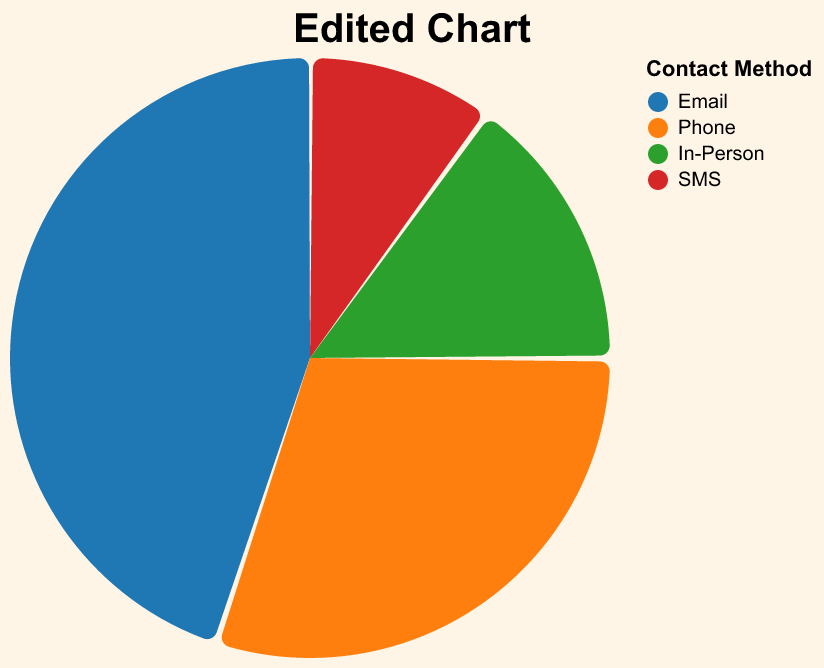 Edited Chart
Contact Method
Email
Phone
In-Person
SMS